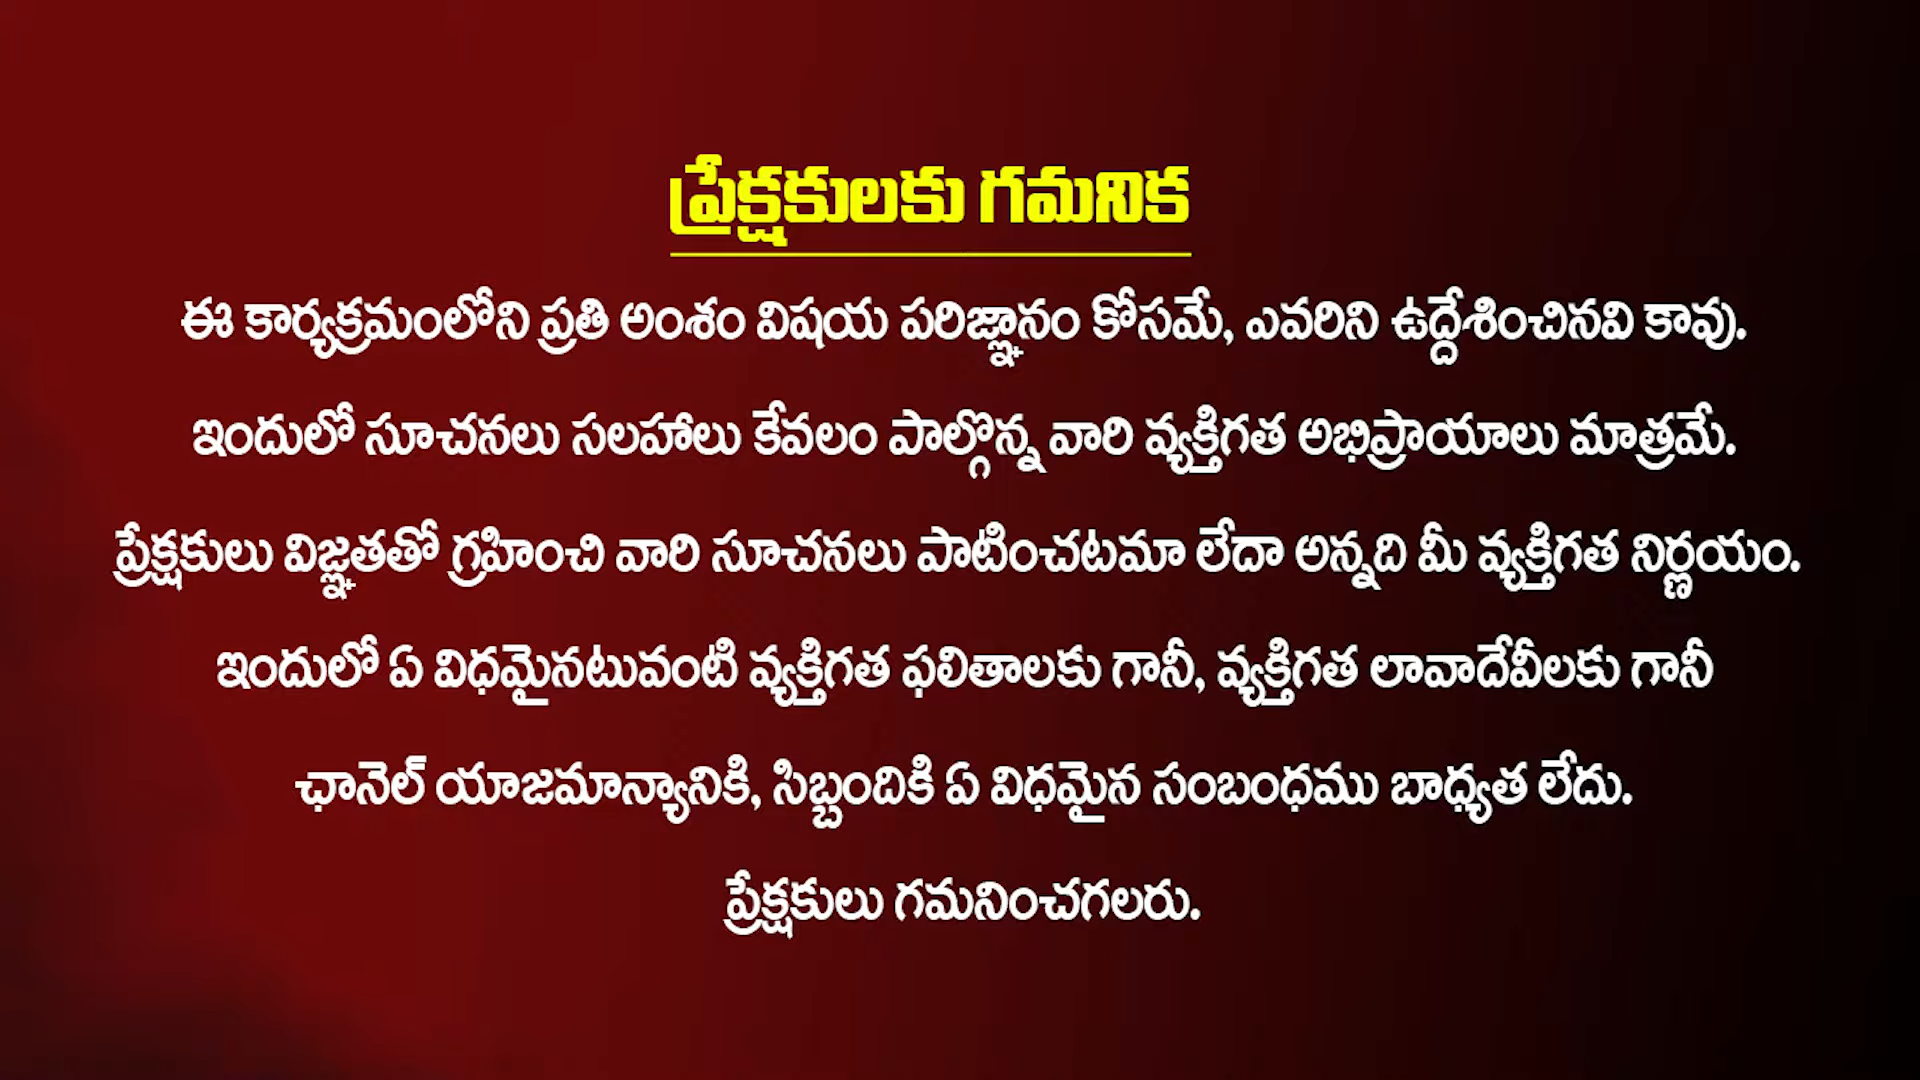 ప్రేక్షకులకు గమనిక
ఈ కార్యక్రమంలోని ప్రతి అంశం విషయ పరిజ్ఞానం కోసమే, ఎవరిని ఉద్దేశించినవి కావు.
ఇందులో సూచనలు సలహాలు కేవలం పాల్గొన్న వారి వ్యక్తిగత అభిప్రాయాలు మాత్రమే.
ప్రేక్షకులు విజ్ఞతతో గ్రహించి వారి సూచనలు పాటించటమా లేదా అన్నది మీ వ్యక్తిగత నిర్ణయం.
ఇందులో ఏ విధమైనటువంటి వ్యక్తిగత ఫలితాలకు గానీ, వ్యక్తిగత లావాదేవీలకు గానీ
ఛానెల్ యాజమాన్యానికి, సిబ్బందికి ఏ విధమైన సంబంధము బాధ్యత లేదు.
ప్రేక్షకులు గమనించగలరు.